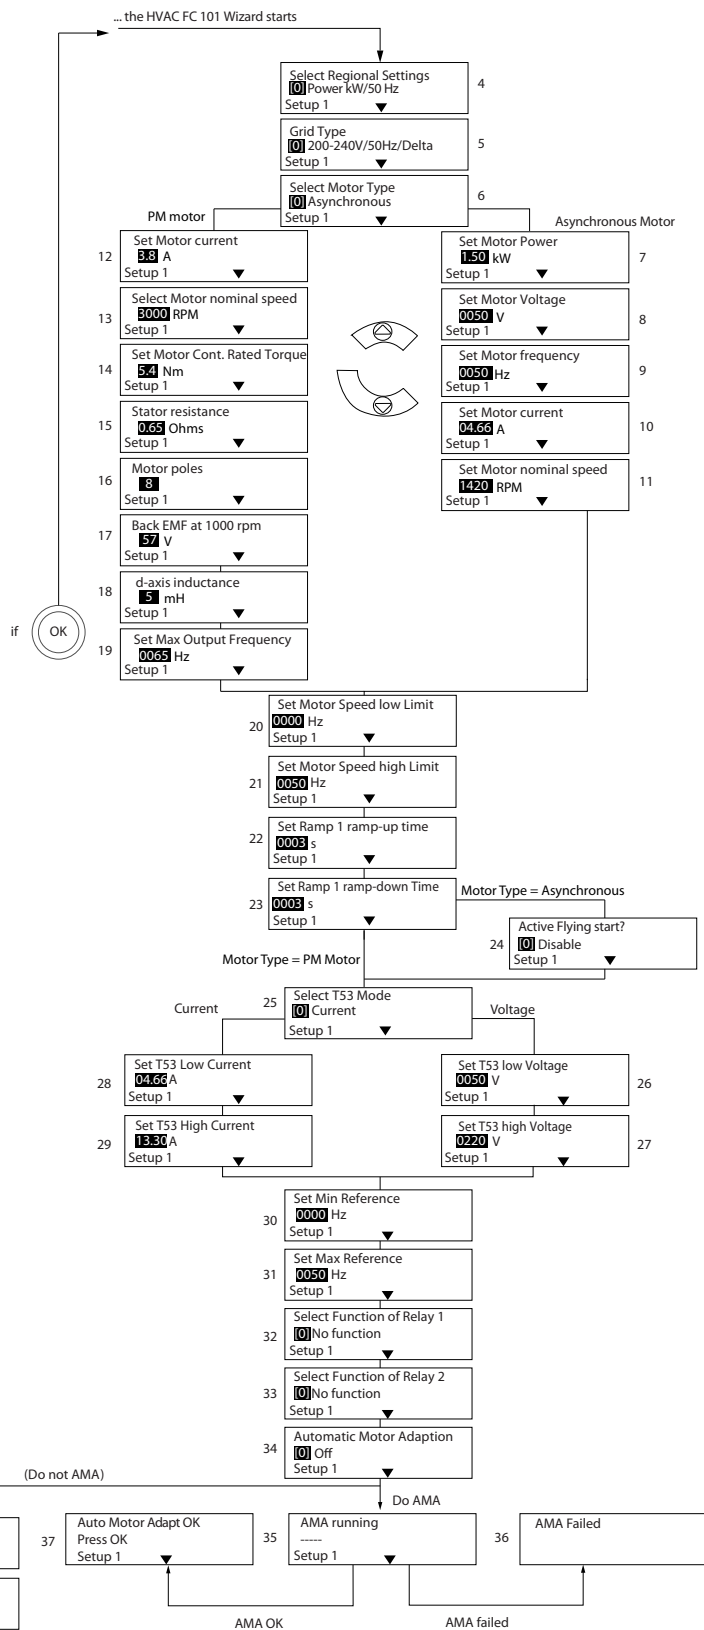 ... the HVAC FC 101 Wizard starts
Select Regional Settings
[0] Power kW/50 Hz
Setup 1
4
Grid Type
[0] 200-240V/50Hz/Delta
Setup 1
5
Select Motor Type
[0] Asynchronous
Setup 1
6
PM motor
Asynchronous Motor
12
Set Motor current
3.8 A
Setup 1
13
Select Motor nominal speed
3000 RPM
Setup 1
14
Set Motor Cont. Rated Torque
5.4 Nm
Setup 1
15
Stator resistance
0.65 Ohms
Setup 1
16
Motor poles
8
Setup 1
17
Back EMF at 1000 rpm
57 V
Setup 1
18
d-axis inductance
5 mH
Setup 1
19
Set Max Output Frequency
0065 Hz
Setup 1
if
OK
Set Motor Power
1.50 kW
Setup 1
7
Set Motor Voltage
0050 V
Setup 1
8
Set Motor frequency
0050 Hz
Setup 1
9
Set Motor current
04.66 A
Setup 1
10
Set Motor nominal speed
1420 RPM
Setup 1
11
20
Set Motor Speed low Limit
0000 Hz
Setup 1
21
Set Motor Speed high Limit
0050 Hz
Setup 1
22
Set Ramp 1 ramp-up time
0003 s
Setup 1
23
Set Ramp 1 ramp-down Time
0003 s
Setup 1
Motor Type = Asynchronous
24
Active Flying start?
[0] Disable
Setup 1
Motor Type = PM Motor
25
Select T53 Mode
[0] Current
Setup 1
Current
Voltage
28
Set T53 Low Current
04.66 A
Setup 1
29
Set T53 High Current
13.30 A
Setup 1
Set T53 low Voltage
0050 V
Setup 1
26
Set T53 high Voltage
0220 V
Setup 1
27
30
Set Min Reference
0000 Hz
Setup 1
31
Set Max Reference
0050 Hz
Setup 1
32
Select Function of Relay 1
[0] No function
Setup 1
33
Select Function of Relay 2
[0] No function
Setup 1
34
Automatic Motor Adaption
[0] Off
Setup 1
(Do not AMA)
Do AMA
37
Auto Motor Adapt OK
Press OK
Setup 1
35
AMA running
-----
Setup 1
36
AMA Failed
AMA OK
AMA failed